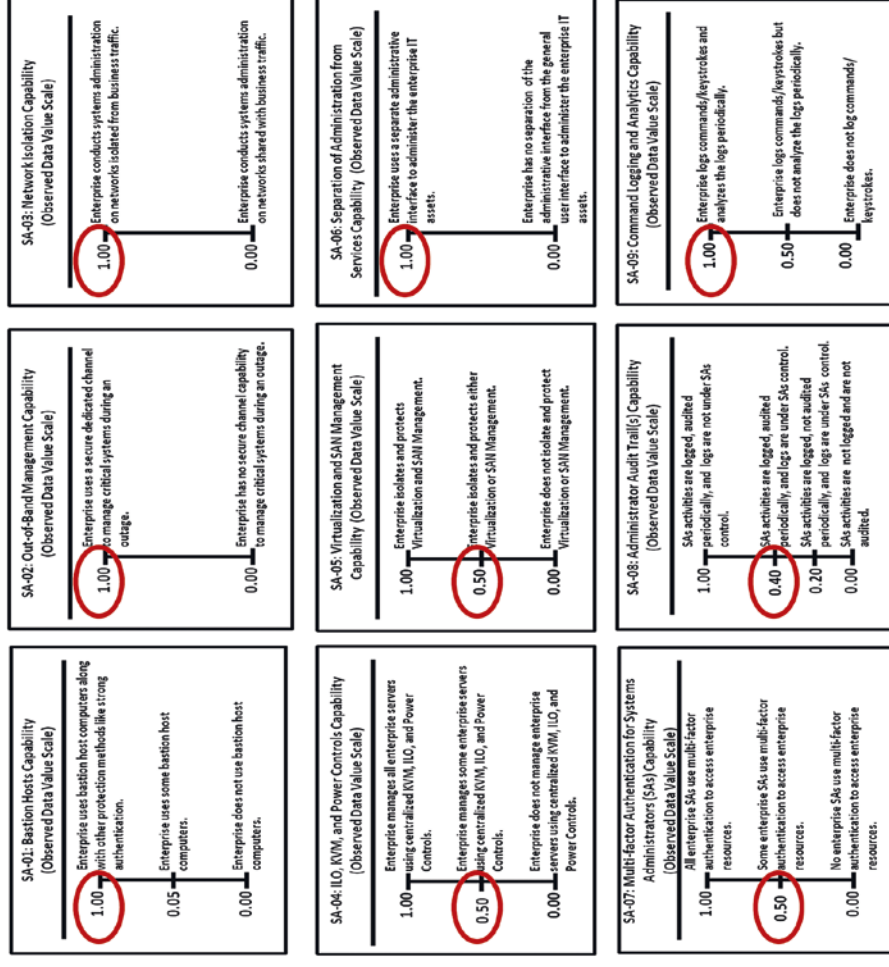 SA-01: Bastion Hosts Capability
(Observed Data Value Scale)
1.00
Enterprise uses bastion host computers along
with other protection methods like strong
authentication.
0.05
Enterprise uses some bastion host
computers.
0.00
Enterprise does not use bastion host
computers.
SA-02: Out-of-Band Management Capability
(Observed Data Value Scale)
1.00
Enterprise uses a secure dedicated channel
to manage critical systems during an
outage.
0.00
Enterprise has no secure channel capability
to manage critical systems during an outage.
SA-03: Network Isolation Capability
(Observed Data Value Scale)
1.00
Enterprise conducts systems administration
on networks isolated from business traffic.
0.00
Enterprise conducts systems administration
on networks shared with business traffic.
SA-04: ILO, KVM, and Power Controls Capability
(Observed Data Value Scale)
1.00
Enterprise manages all enterprise servers
using centralized KVM, ILO, and Power
Controls.
0.50
Enterprise manages some enterprise servers
using centralized KVM, ILO, and Power
Controls.
0.00
Enterprise does not manage enterprise
servers using centralized KVM, ILO, and
Power Controls.
SA-05: Virtualization and SAN Management
Capability (Observed Data Value Scale)
1.00
Enterprise isolates and protects
Virtualization and SAN Management.
0.50
Enterprise isolates and protects either
Virtualization or SAN Management.
0.00
Enterprise does not isolate and protect
Virtualization or SAN Management.
SA-06: Separation of Administration from
Services Capability (Observed Data Value Scale)
1.00
Enterprise uses a separate administrative
interface to administer the enterprise IT
assets.
0.00
Enterprise has no separation of the
administrative interface from the general
user interface to administer the enterprise IT
assets.
SA-07: Multi-factor Authentication for Systems
Administrators (SAs) Capability
(Observed Data Value Scale)
1.00
All enterprise SAs use multi-factor
authentication to access enterprise
resources.
0.50
Some enterprise SAs use multi-factor
authentication to access enterprise
resources.
0.00
No enterprise SAs use multi-factor
authentication to access enterprise
resources.
SA-08: Administrator Audit Trail(s) Capability
(Observed Data Value Scale)
1.00
SAs activities are logged, audited
periodically, and logs are not under SAs
control.
0.40
SAs activities are logged, audited
periodically, and logs are under SAs control.
0.20
SAs activities are logged, not audited
periodically, and logs are under SAs control.
0.00
SAs activities are not logged and are not
audited.
SA-09: Command Logging and Analytics Capability
(Observed Data Value Scale)
1.00
Enterprise logs commands/keystrokes and
analyzes the logs periodically.
0.50
Enterprise logs commands/keystrokes but
does not analyze the logs periodically.
0.00
Enterprise does not log commands/
keystrokes.